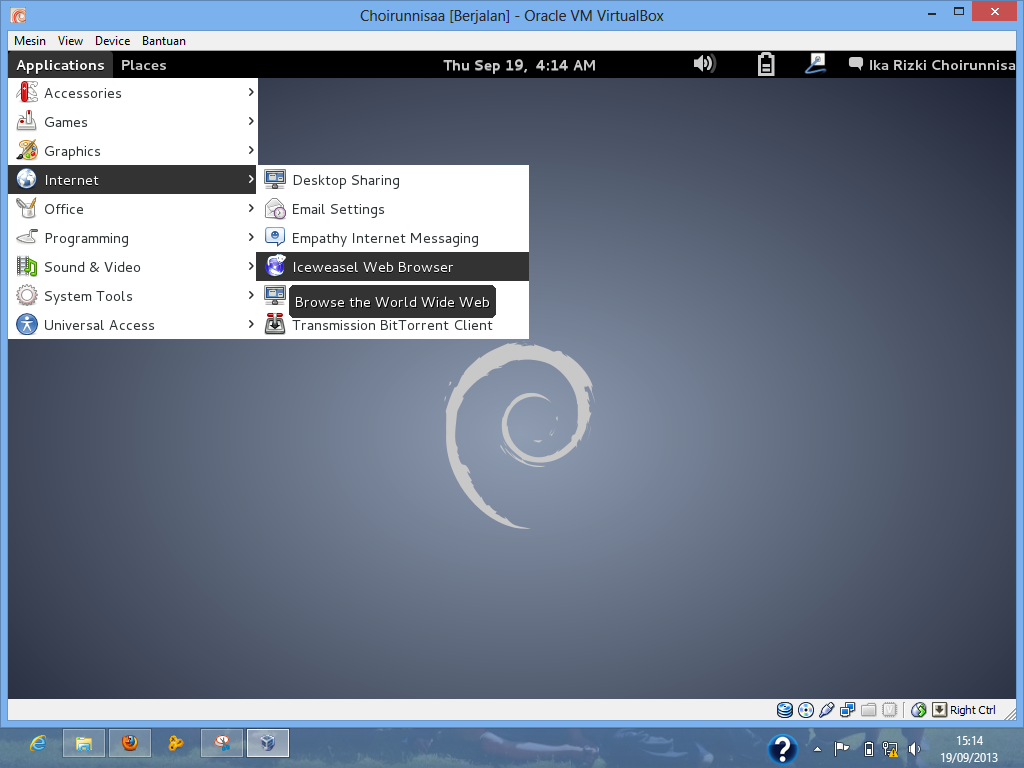 Choirunnisaa [Berjalan] - Oracle VM VirtualBox
Mesin View Device Bantuan
Applications Places Thu Sep 19, 4:14 AM Ika Rizki Choirunnisa
Accessories
Games
Graphics
Internet
Office
Programming
Sound & Video
System Tools
Universal Access
Desktop Sharing
Email Settings
Empathy Internet Messaging
Iceweasel Web Browser
Browse the World Wide Web
Transmission BitTorrent Client
Right Ctrl
15:14
19/09/2013